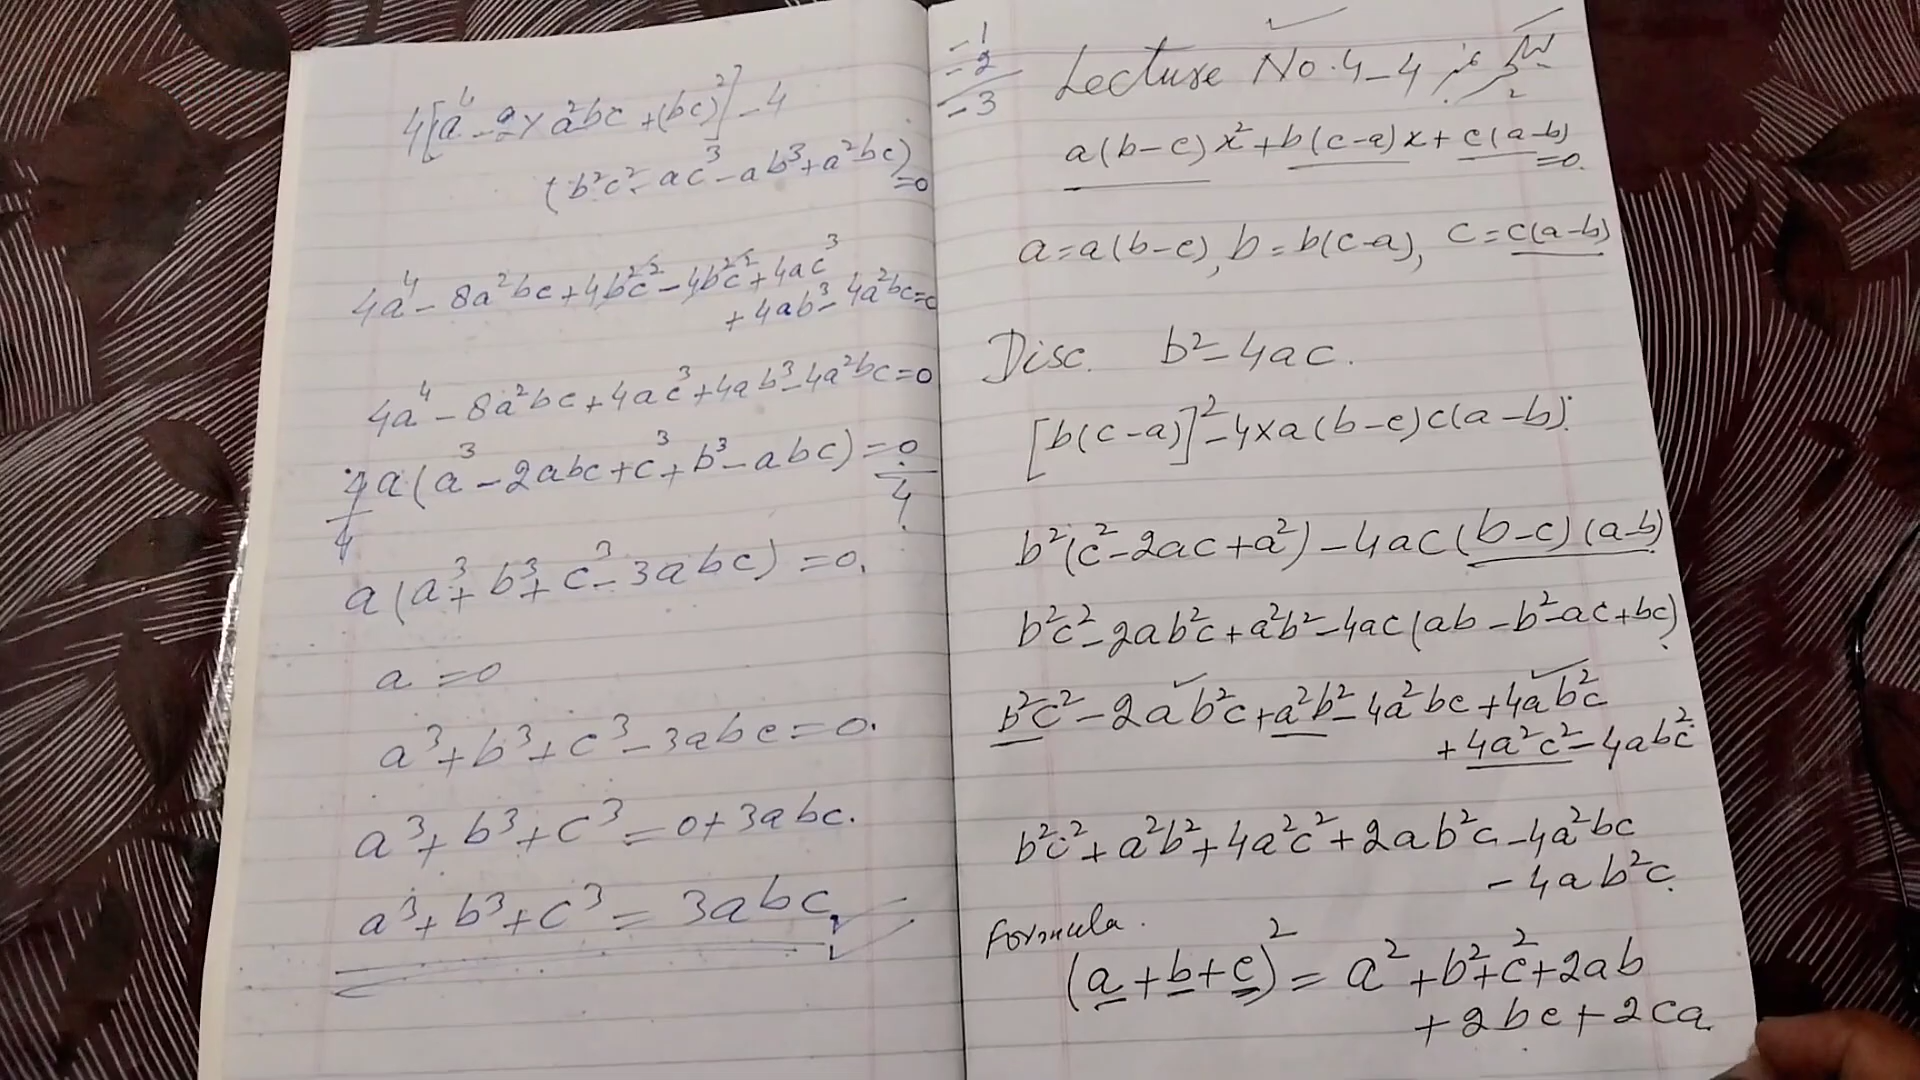 4[a⁴ - 2×a²bc + (bc)²] - 4
(b²c² - ac³ - ab³ + a²bc) = 0
4a⁴ - 8a²bc + 4b²c² - 4b²c² + 4ac³
+ 4ab³ - 4a²bc = 0
4a⁴ - 8a²bc + 4ac³ + 4ab³ - 4a²bc = 0
4a(a³ - 2abc + c³ + b³ - abc) = 0
4 4
a(a³ + b³ + c³ - 3abc) = 0.
a = 0
a³ + b³ + c³ - 3abc = 0.
a³ + b³ + c³ = 0 + 3abc.
a³ + b³ + c³ = 3abc
-1
-2
-3
Lecture No. 4-4
a(b-c)x² + b(c-a)x + c(a-b)
=0.
a = a(b-c), b = b(c-a), c = c(a-b)
Disc. b² - 4ac.
[b(c-a)]² - 4×a(b-c)c(a-b).
b²(c² - 2ac + a²) - 4ac(b-c)(a-b)
b²c² - 2ab²c + a²b² - 4ac(ab - b² - ac + bc)
b²c² - 2ab²c + a²b² - 4a²bc + 4ab²c
+ 4a²c² - 4abc²
b²c² + a²b² + 4a²c² + 2ab²c - 4a²bc
- 4ab²c.
Formula.
(a+b+c)² = a² + b² + c² + 2ab
+ 2bc + 2ca